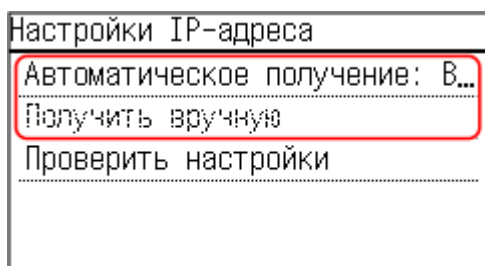 Настройки IP-адреса
Автоматическое получение: В...
Получить вручную
Проверить настройки